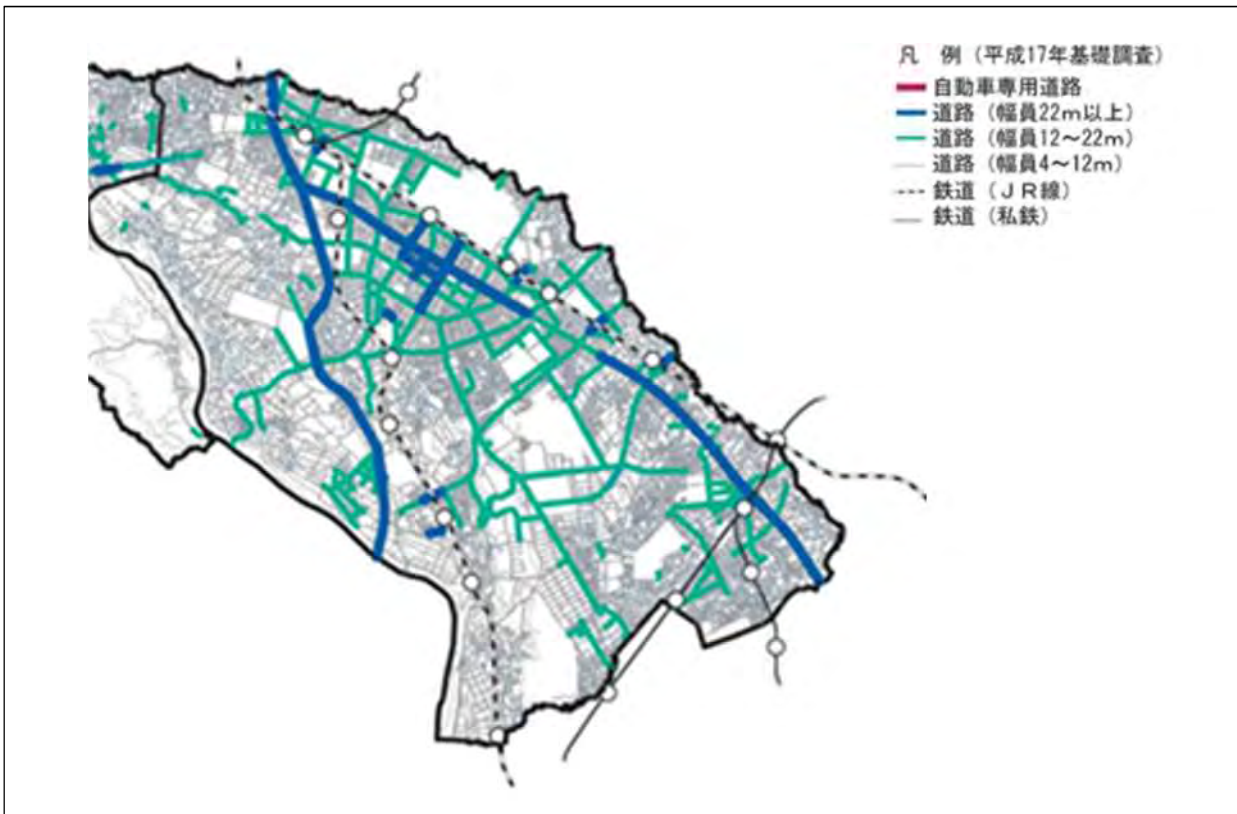 凡 例（平成17年基礎調査）
自動車専用道路
道路（幅員22m以上）
道路（幅員12～22m）
道路（幅員4～12m）
鉄道（ＪＲ線）
鉄道（私鉄）